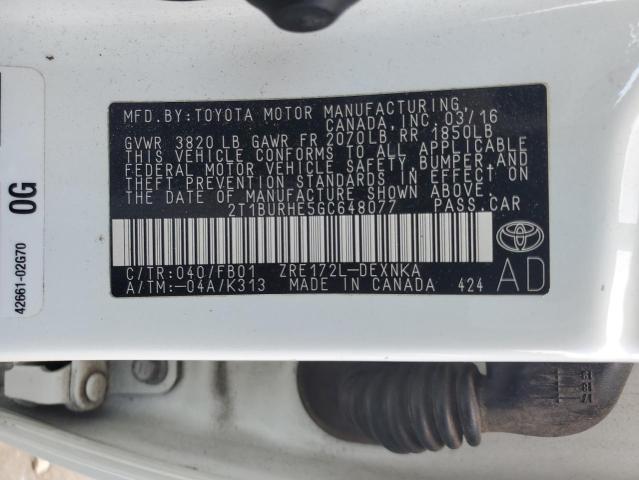 MFD.BY:TOYOTA MOTOR MANUFACTURING,
CANADA, INC. 03/16
GVWR 3820 LB GAWR FR 2070LB RR 1850LB
THIS VEHICLE CONFORMS TO ALL APPLICABLE
FEDERAL MOTOR VEHICLE SAFETY, BUMPER, AND
THEFT PREVENTION STANDARDS IN EFFECT ON
THE DATE OF MANUFACTURE SHOWN ABOVE.
2T1BURHE5GC648077 PASS.CAR
C/TR:040/FB01 ZRE172L-DEXNKA
A/TM:-04A/K313 MADE IN CANADA 424
AD
42661-02G70
0G